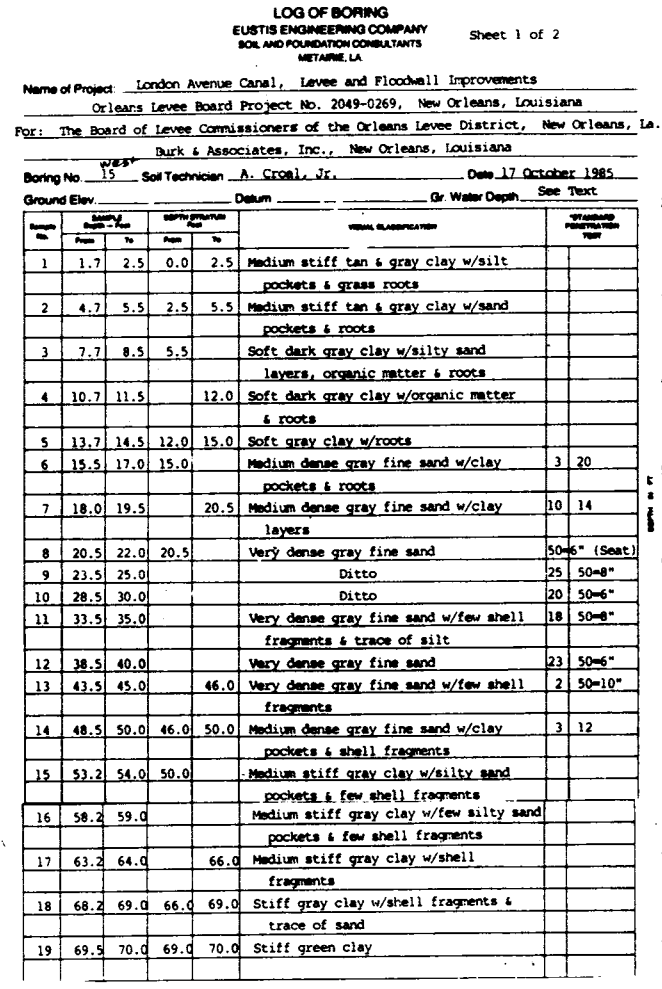 LOG OF BORING
EUSTIS ENGINEERING COMPANY
SOIL AND FOUNDATION CONSULTANTS
METAIRIE, LA
Sheet 1 of 2
Name of Project: London Avenue Canal, Levee and Floodwall Improvements
Orleans Levee Board Project No. 2049-0269, New Orleans, Louisiana
For: The Board of Levee Commissioners of the Orleans Levee District, New Orleans, La.
Burk & Associates, Inc., New Orleans, Louisiana
west
Boring No. 15 Soil Technician A. Croal, Jr. Date 17 October 1985
Ground Elev. Datum Gr. Water Depth See Text
Sample No. SAMPLE Depth — Feet From To DEPTH STRATUM Feet From To VISUAL CLASSIFICATION *STANDARD PENETRATION TEST
1 1.7 2.5 0.0 2.5 Medium stiff tan & gray clay w/silt
pockets & grass roots
2 4.7 5.5 2.5 5.5 Medium stiff tan & gray clay w/sand
pockets & roots
3 7.7 8.5 5.5 Soft dark gray clay w/silty sand
layers, organic matter & roots
4 10.7 11.5 12.0 Soft dark gray clay w/organic matter
& roots
5 13.7 14.5 12.0 15.0 Soft gray clay w/roots
6 15.5 17.0 15.0 Medium dense gray fine sand w/clay 3 20
pockets & roots
7 18.0 19.5 20.5 Medium dense gray fine sand w/clay 10 14
layers
8 20.5 22.0 20.5 Very dense gray fine sand 50=6" (Seat)
9 23.5 25.0 Ditto 25 50=8"
10 28.5 30.0 Ditto 20 50=6"
11 33.5 35.0 Very dense gray fine sand w/few shell 18 50=8"
fragments & trace of silt
12 38.5 40.0 Very dense gray fine sand 23 50=6"
13 43.5 45.0 46.0 Very dense gray fine sand w/few shell 2 50=10"
fragments
14 48.5 50.0 46.0 50.0 Medium dense gray fine sand w/clay 3 12
pockets & shell fragments
15 53.2 54.0 50.0 Medium stiff gray clay w/silty sand
pockets & few shell fragments
16 58.2 59.0 Medium stiff gray clay w/few silty sand
pockets & few shell fragments
17 63.2 64.0 66.0 Medium stiff gray clay w/shell
fragments
18 68.2 69.0 66.0 69.0 Stiff gray clay w/shell fragments &
trace of sand
19 69.5 70.0 69.0 70.0 Stiff green clay
DEPTH IN FT